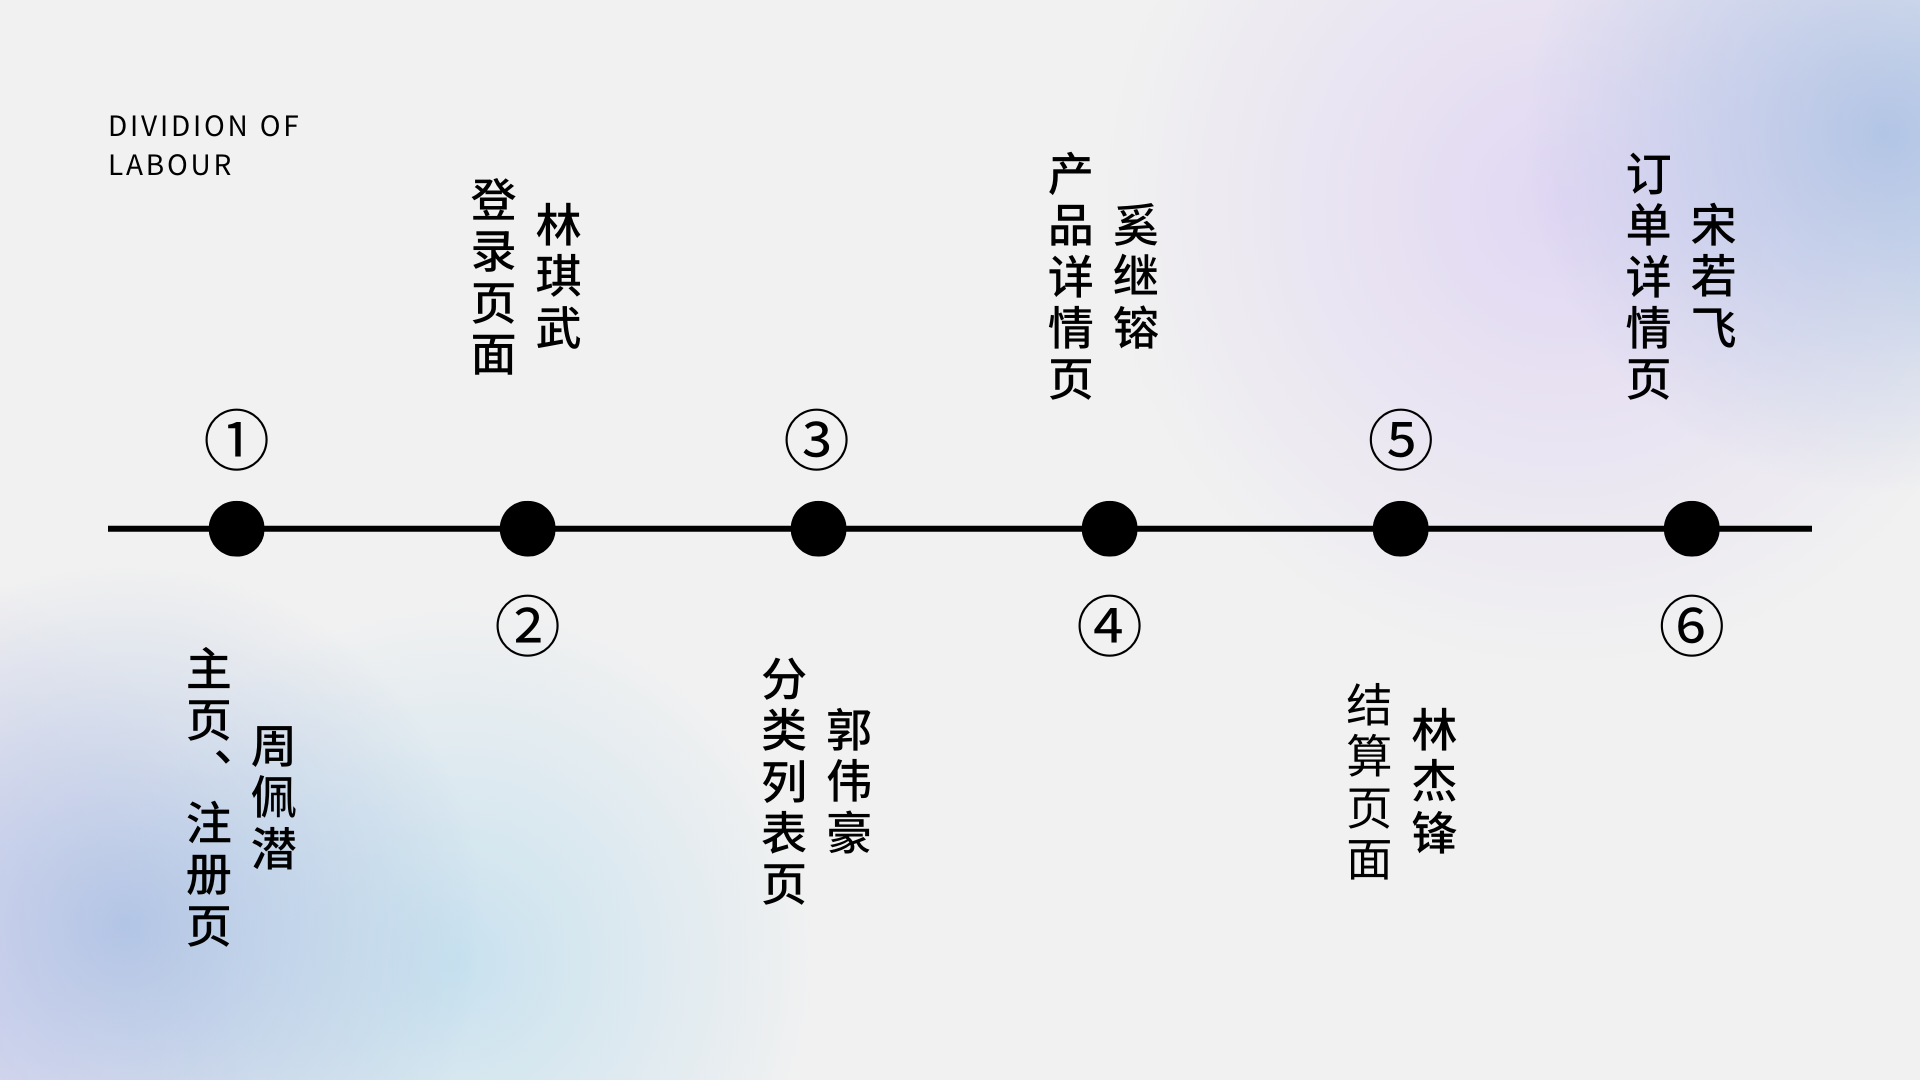 DIVIDION OF
LABOUR
①
主页、注册页
周佩潜
②
登录页面
林琪武
③
分类列表页
郭伟豪
④
产品详情页
奚继镕
⑤
结算页面
林杰锋
⑥
订单详情页
宋若飞